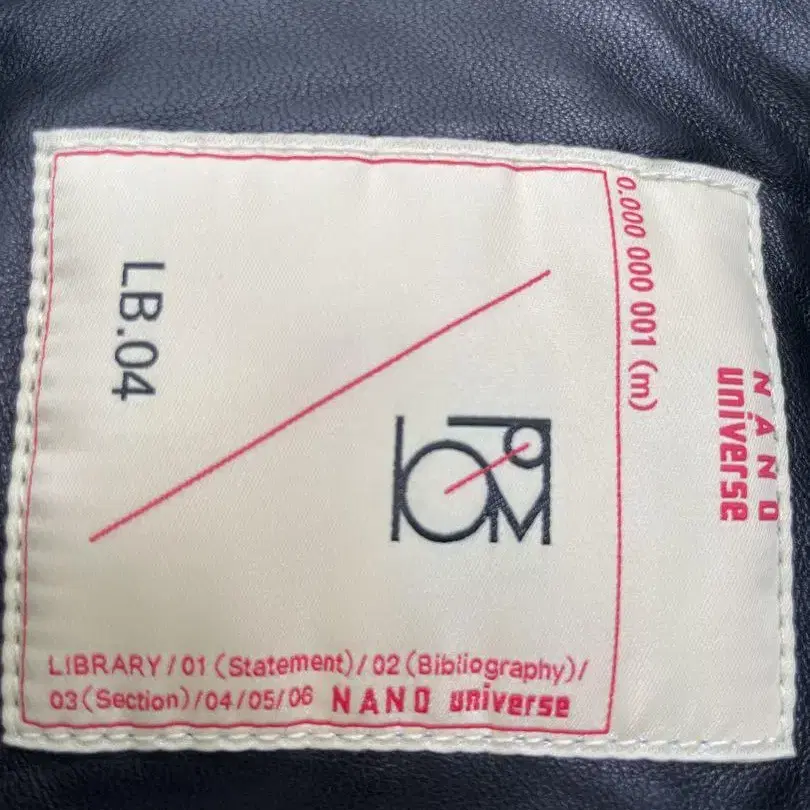 NANO
universe
0.000 000 001 (m)
LB.04
LIBRARY/01 (Statement)/02 (Bibliography)/
03 (Section)/04/05/06 NANO universe